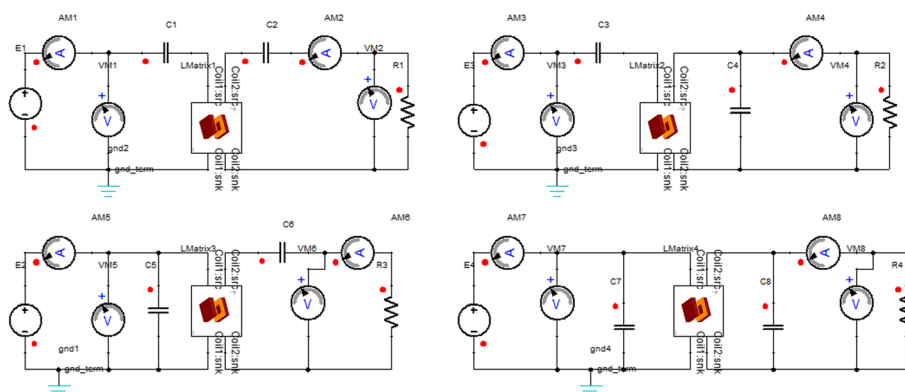 AM1 C1 C2 AM2
E1 VM1 LMatrix1 VM2 R1
Coil1:src Coil2:src
gnd2
Coil1:snk Coil2:snk
gnd_term
AM3 C3 AM4
E3 VM3 LMatrix2 C4 VM4 R2
Coil1:src Coil2:src
gnd3
Coil1:snk Coil2:snk
gnd_term
AM5 C6 AM6
E2 VM5 C5 LMatrix3 VM6 R3
Coil1:src Coil2:src
gnd1
Coil1:snk Coil2:snk
gnd_term
AM7 AM8
E4 VM7 C7 LMatrix4 C8 VM8 R4
Coil1:src Coil2:src
gnd4
Coil1:snk Coil2:snk
gnd_term